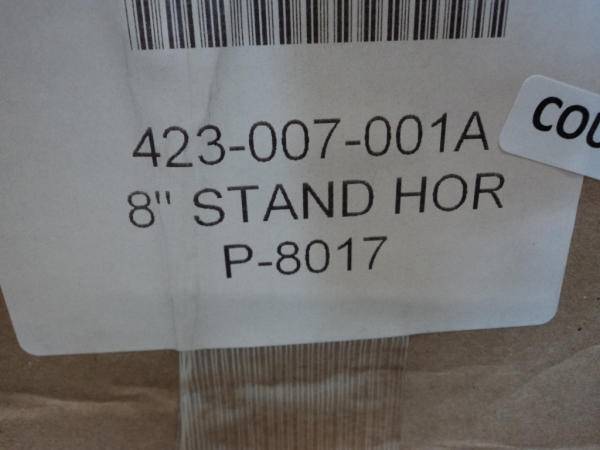 423-007-001A
8" STAND HOR
P-8017